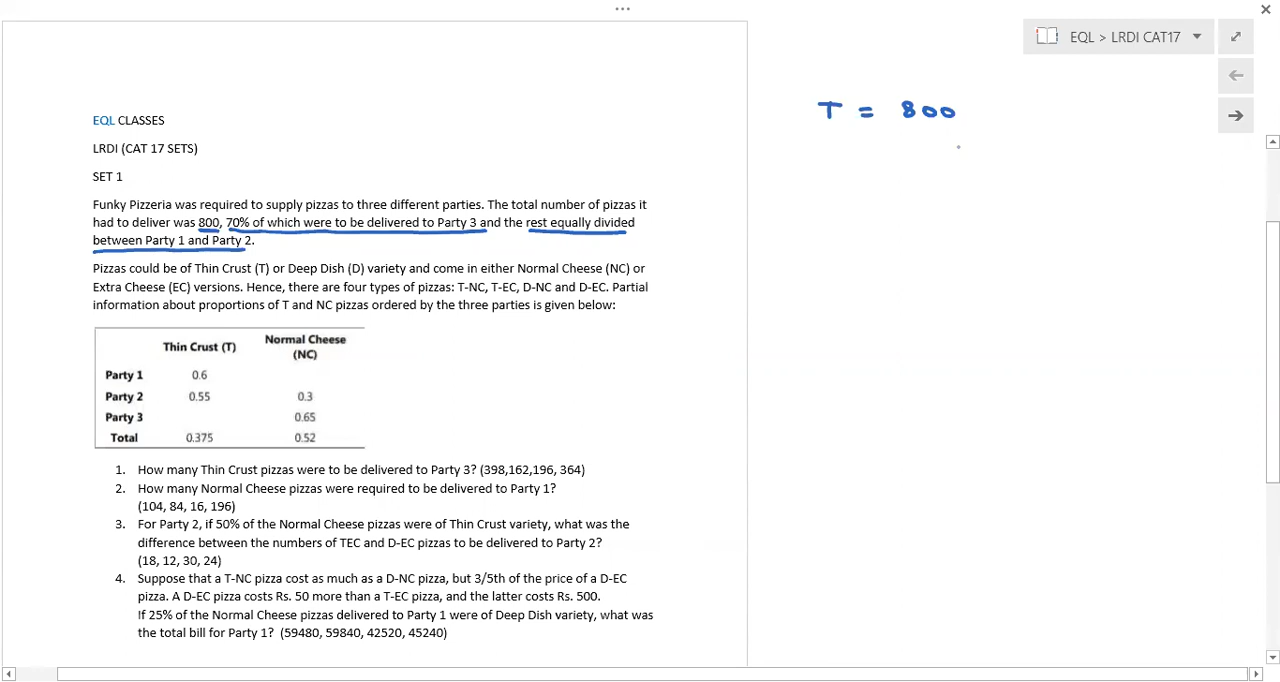 EQL > LRDI CAT17
T = 800
EQL CLASSES
LRDI (CAT 17 SETS)
SET 1
Funky Pizzeria was required to supply pizzas to three different parties. The total number of pizzas it
had to deliver was 800, 70% of which were to be delivered to Party 3 and the rest equally divided
between Party 1 and Party 2.
Pizzas could be of Thin Crust (T) or Deep Dish (D) variety and come in either Normal Cheese (NC) or
Extra Cheese (EC) versions. Hence, there are four types of pizzas: T-NC, T-EC, D-NC and D-EC. Partial
information about proportions of T and NC pizzas ordered by the three parties is given below:
Thin Crust (T) Normal Cheese
(NC)
Party 1 0.6
Party 2 0.55 0.3
Party 3 0.65
Total 0.375 0.52
1. How many Thin Crust pizzas were to be delivered to Party 3? (398,162,196, 364)
2. How many Normal Cheese pizzas were required to be delivered to Party 1?
(104, 84, 16, 196)
3. For Party 2, if 50% of the Normal Cheese pizzas were of Thin Crust variety, what was the
difference between the numbers of TEC and D-EC pizzas to be delivered to Party 2?
(18, 12, 30, 24)
4. Suppose that a T-NC pizza cost as much as a D-NC pizza, but 3/5th of the price of a D-EC
pizza. A D-EC pizza costs Rs. 50 more than a T-EC pizza, and the latter costs Rs. 500.
If 25% of the Normal Cheese pizzas delivered to Party 1 were of Deep Dish variety, what was
the total bill for Party 1? (59480, 59840, 42520, 45240)